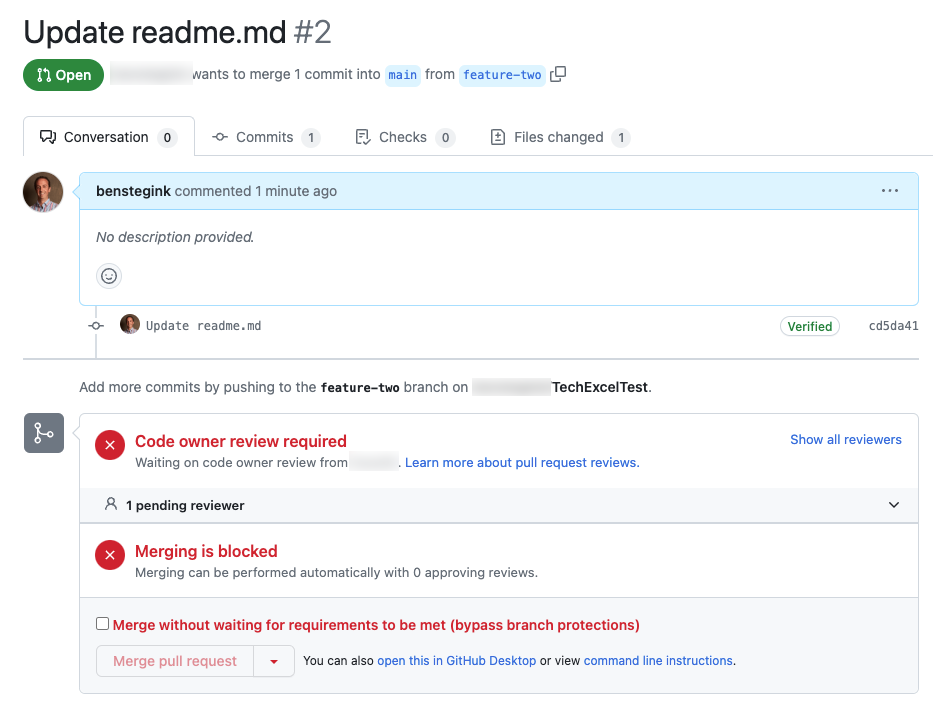 Update readme.md #2
Open wants to merge 1 commit into main from feature-two
Conversation 0 Commits 1 Checks 0 Files changed 1
benstegink commented 1 minute ago
No description provided.
Update readme.md Verified cd5da41
Add more commits by pushing to the feature-two branch on TechExcelTest.
Code owner review required Show all reviewers
Waiting on code owner review from . Learn more about pull request reviews.
1 pending reviewer
Merging is blocked
Merging can be performed automatically with 0 approving reviews.
Merge without waiting for requirements to be met (bypass branch protections)
Merge pull request You can also open this in GitHub Desktop or view command line instructions.